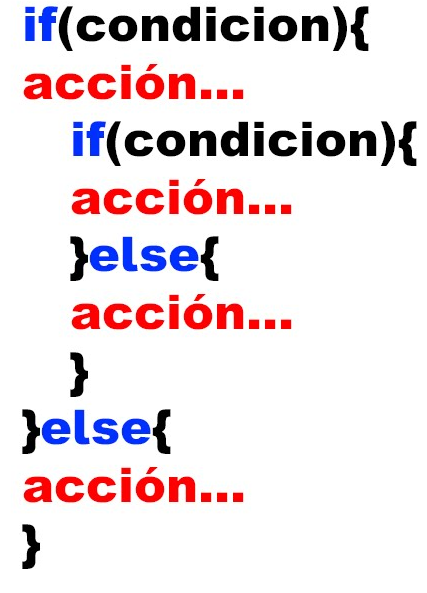 if(condicion){
acción...
if(condicion){
acción...
}else{
acción...
}
}else{
acción...
}